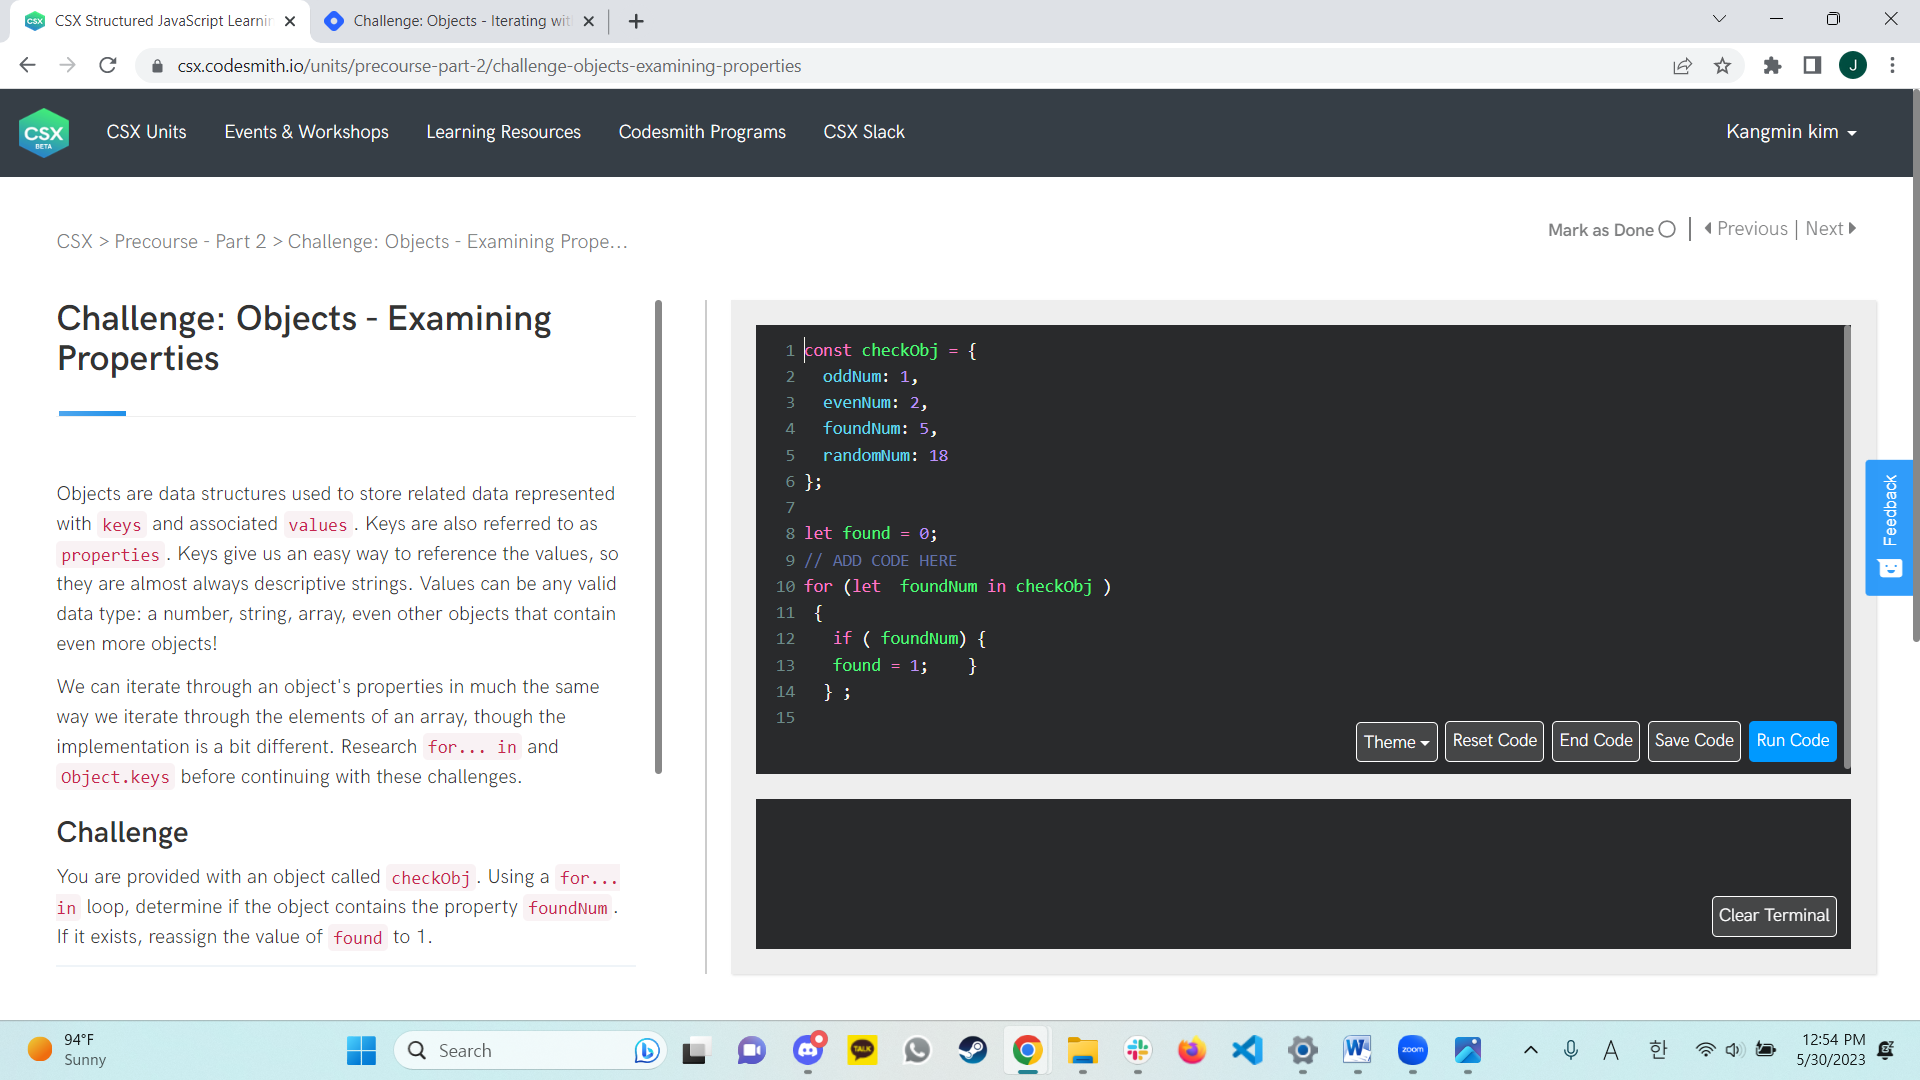 CSX Structured JavaScript Learnin
Challenge: Objects - Iterating wit
csx.codesmith.io/units/precourse-part-2/challenge-objects-examining-properties
J
CSX
BETA
CSX Units
Events & Workshops
Learning Resources
Codesmith Programs
CSX Slack
Kangmin kim
CSX > Precourse - Part 2 > Challenge: Objects - Examining Prope...
Mark as Done
Previous | Next
Challenge: Objects - Examining
Properties
Objects are data structures used to store related data represented
with keys and associated values. Keys are also referred to as
properties. Keys give us an easy way to reference the values, so
they are almost always descriptive strings. Values can be any valid
data type: a number, string, array, even other objects that contain
even more objects!
We can iterate through an object's properties in much the same
way we iterate through the elements of an array, though the
implementation is a bit different. Research for... in and
Object.keys before continuing with these challenges.
Challenge
You are provided with an object called checkObj. Using a for...
in loop, determine if the object contains the property foundNum.
If it exists, reassign the value of found to 1.
1 const checkObj = {
2 oddNum: 1,
3 evenNum: 2,
4 foundNum: 5,
5 randomNum: 18
6 };
7
8 let found = 0;
9 // ADD CODE HERE
10 for (let  foundNum in checkObj )
11 {
12 if ( foundNum) {
13 found = 1;    }
14 } ;
15
Theme
Reset Code
End Code
Save Code
Run Code
Clear Terminal
Feedback
94°F
Sunny
Search
TALK
W
zoom
A
한
12:54 PM
5/30/2023